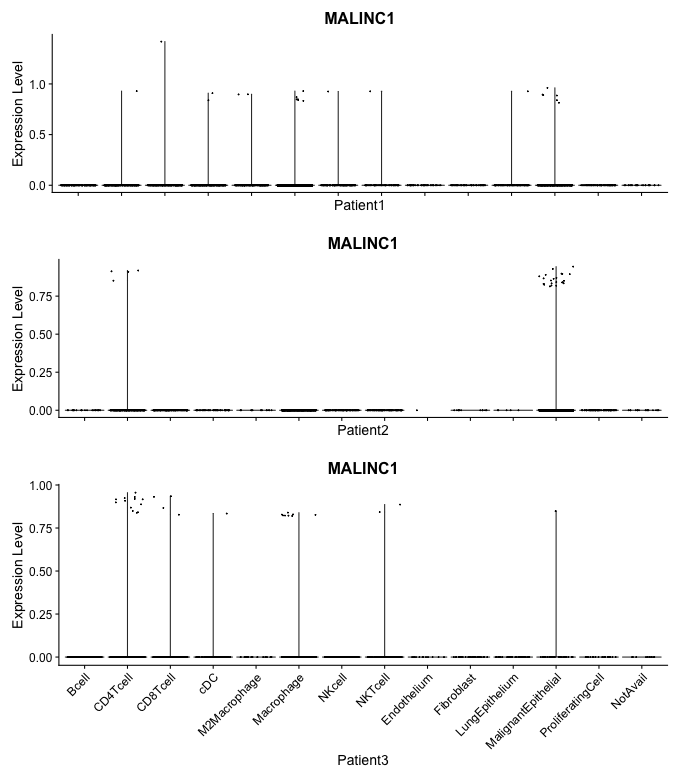 MALINC1
Expression Level
1.0
0.5
0.0
Patient1
MALINC1
Expression Level
0.75
0.50
0.25
0.00
Patient2
MALINC1
Expression Level
1.00
0.75
0.50
0.25
0.00
Bcell
CD4Tcell
CD8Tcell
cDC
M2Macrophage
Macrophage
NKcell
NKTcell
Endothelium
Fibroblast
LungEpithelium
MalignantEpithelial
ProliferatingCell
NotAvail
Patient3